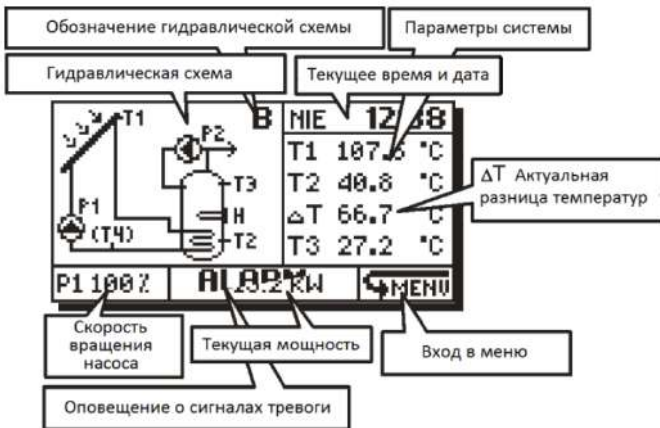 Обозначение гидравлической схемы
Параметры системы
Гидравлическая схема
Текущее время и дата
T1
B
NIE
P2
T1
°C
T3
T2 40.8 °C
ΔT Актуальная
разница температур
P1
H
ΔT 66.7 °C
(T4)
T2
T3 27.2 °C
P1 100%
ALARM
KW
MENU
Скорость
вращения
насоса
Текущая мощность
Вход в меню
Оповещение о сигналах тревоги